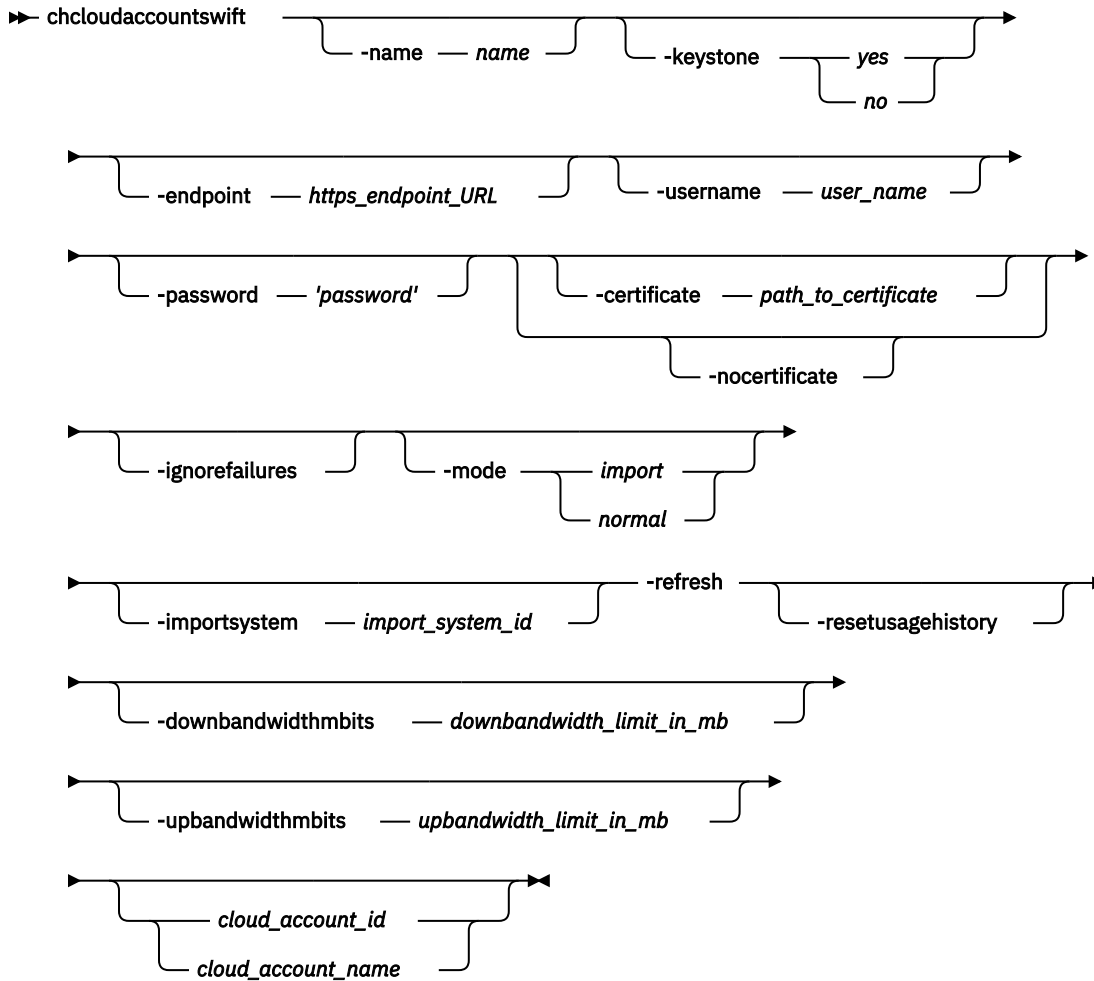 chcloudaccountswift
-name name -keystone yes
no
-endpoint https_endpoint_URL -username user_name
-password 'password' -certificate path_to_certificate
-nocertificate
-ignorefailures -mode import
normal
-refresh
-importsystem import_system_id -resetusagehistory
-downbandwidthmbits downbandwidth_limit_in_mb
-upbandwidthmbits upbandwidth_limit_in_mb
cloud_account_id
cloud_account_name